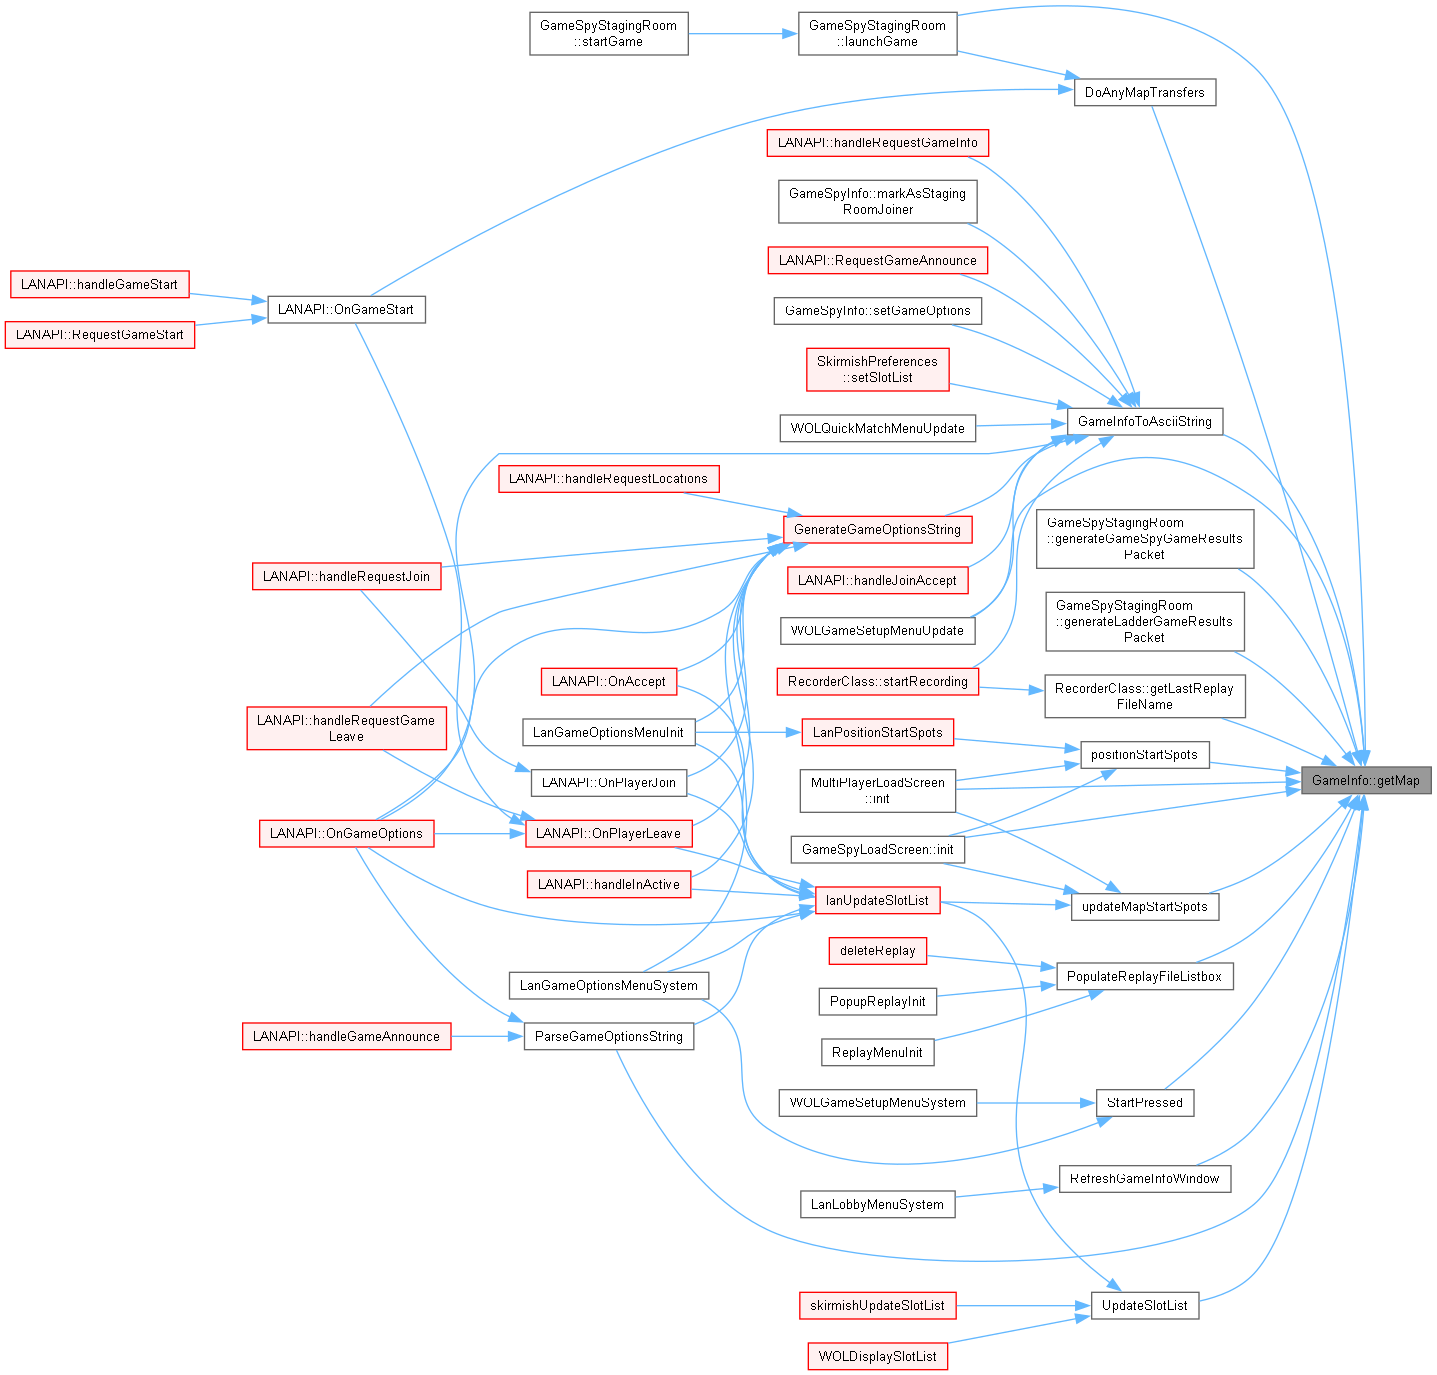 GameSpyStagingRoom
::startGame
GameSpyStagingRoom
::launchGame
DoAnyMapTransfers
LANAPI::handleRequestGameInfo
GameSpyInfo::markAsStaging
RoomJoiner
LANAPI::RequestGameAnnounce
LANAPI::handleGameStart
LANAPI::OnGameStart
GameSpyInfo::setGameOptions
LANAPI::RequestGameStart
SkirmishPreferences
::setSlotList
GameInfoToAsciiString
WOLQuickMatchMenuUpdate
LANAPI::handleRequestLocations
GenerateGameOptionsString
GameSpyStagingRoom
::generateGameSpyGameResults
Packet
LANAPI::handleRequestJoin
LANAPI::handleJoinAccept
GameSpyStagingRoom
::generateLadderGameResults
Packet
WOLGameSetupMenuUpdate
LANAPI::OnAccept
RecorderClass::startRecording
RecorderClass::getLastReplay
FileName
LANAPI::handleRequestGame
Leave
LanGameOptionsMenuInit
LanPositionStartSpots
positionStartSpots
LANAPI::OnPlayerJoin
MultiPlayerLoadScreen
::init
GameInfo::getMap
LANAPI::OnGameOptions
LANAPI::OnPlayerLeave
GameSpyLoadScreen::init
LANAPI::handleInActive
lanUpdateSlotList
updateMapStartSpots
deleteReplay
LanGameOptionsMenuSystem
PopulateReplayFileListbox
PopupReplayInit
LANAPI::handleGameAnnounce
ParseGameOptionsString
ReplayMenuInit
WOLGameSetupMenuSystem
StartPressed
RefreshGameInfoWindow
LanLobbyMenuSystem
skirmishUpdateSlotList
UpdateSlotList
WOLDisplaySlotList